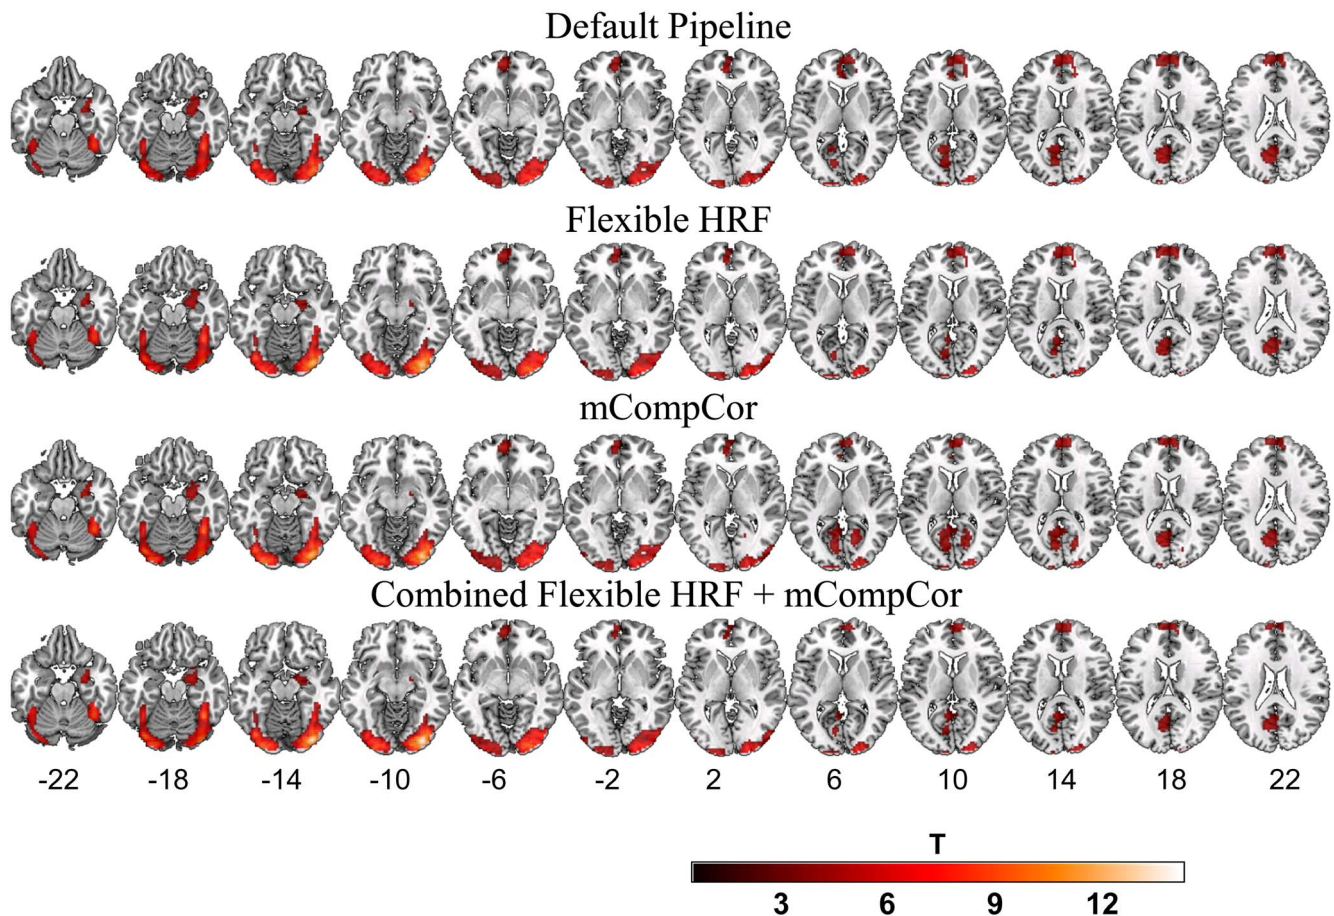 Default Pipeline
Flexible HRF
mCompCor
Combined Flexible HRF + mCompCor
-22 -18 -14 -10 -6 -2 2 6 10 14 18 22
T
3 6 9 12